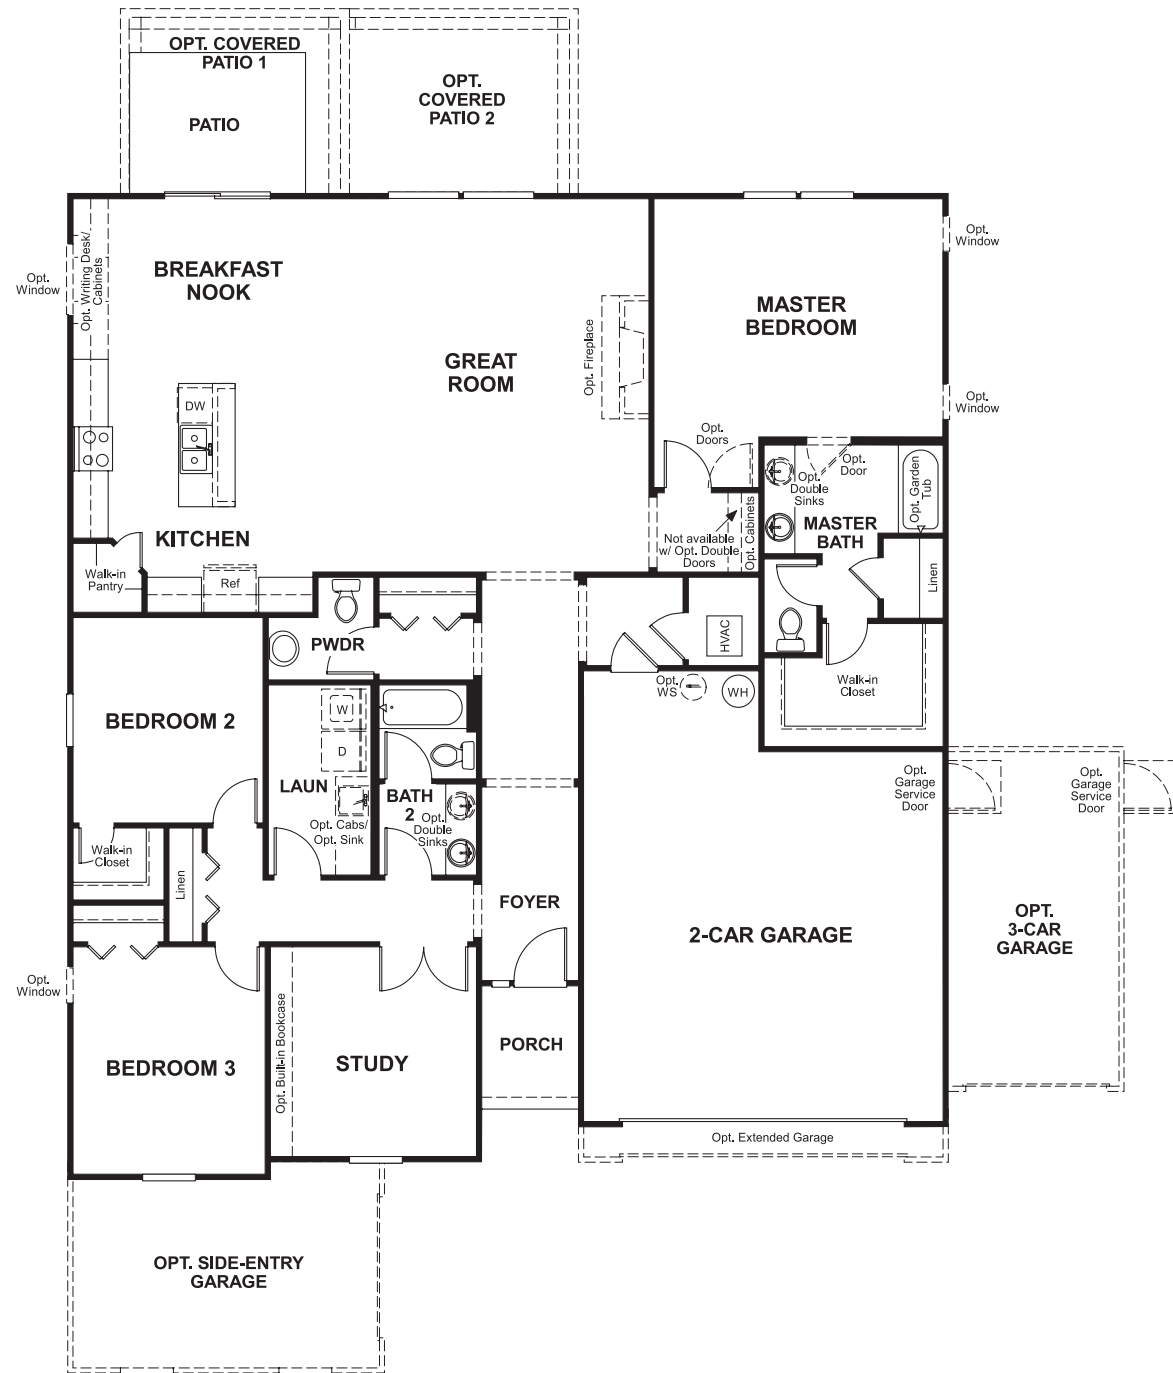 OPT. COVERED
PATIO 1
PATIO
OPT.
COVERED
PATIO 2
Opt.
Window
Opt. Writing Desk/
Cabinets
BREAKFAST
NOOK
GREAT
ROOM
Opt. Fireplace
MASTER
BEDROOM
Opt.
Window
Opt.
Window
DW
KITCHEN
Walk-in
Pantry
Ref
Opt.
Doors
Not available
w/ Opt. Double
Doors
Opt. Cabinets
Opt.
Door
Opt.
Double
Sinks
Opt. Garden
Tub
MASTER
BATH
Linen
PWDR
HVAC
Walk-in
Closet
Opt.
WS
WH
BEDROOM 2
W
D
LAUN
Opt. Cabs/
Opt. Sink
BATH
2
Opt.
Double
Sinks
Walk-in
Closet
Linen
FOYER
2-CAR GARAGE
Opt.
Garage
Service
Door
Opt.
Garage
Service
Door
OPT.
3-CAR
GARAGE
Opt.
Window
BEDROOM 3
Opt. Built-in Bookcase
STUDY
PORCH
Opt. Extended Garage
OPT. SIDE-ENTRY
GARAGE